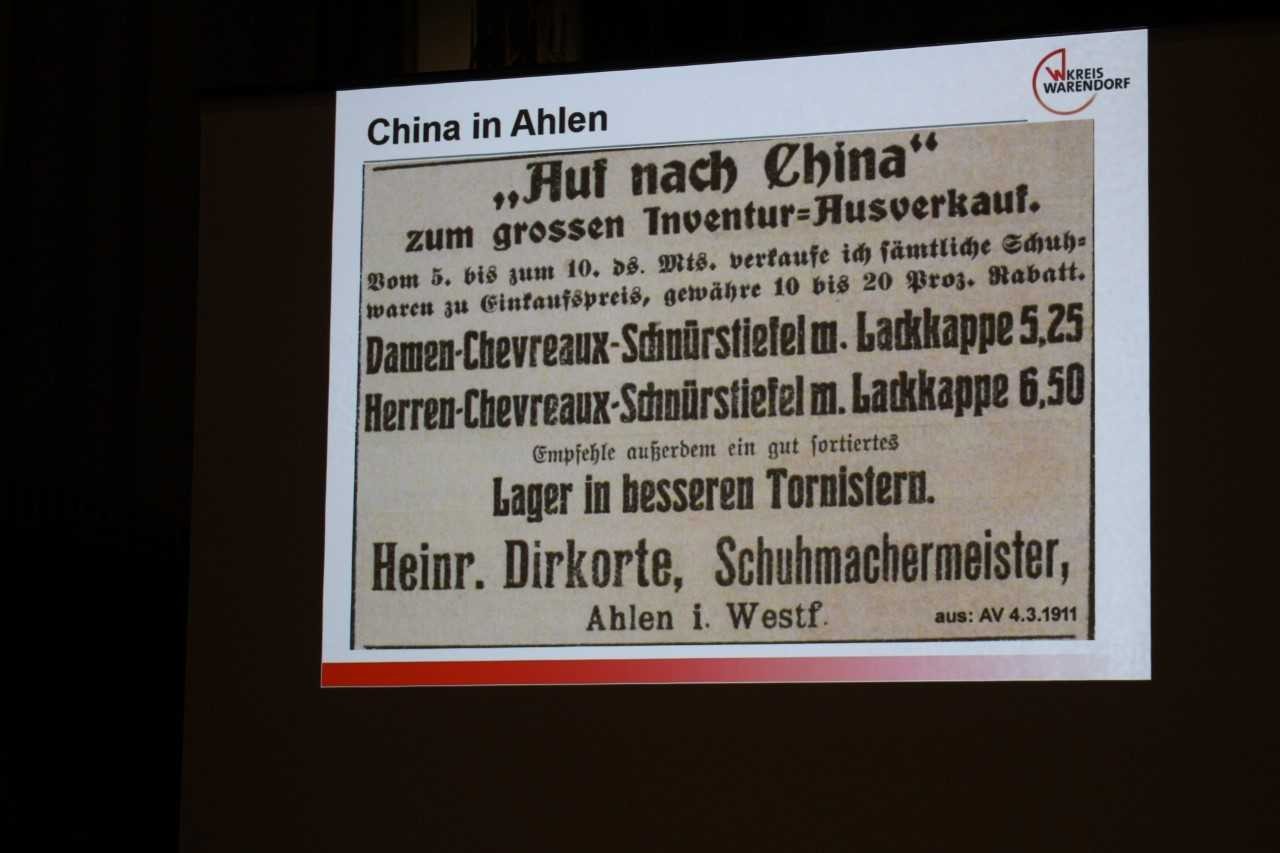 China in Ahlen
KREIS
WARENDORF
„Auf nach China“
zum grossen Inventur=Ausverkauf.
Vom 5. bis zum 10. ds. Mts. verkaufe ich sämtliche Schuh=
waren zu Einkaufspreis, gewähre 10 bis 20 Proz. Rabatt.
Damen-Chevreaux-Schnürstiefel m. Lackkappe 5,25
Herren-Chevreaux-Schnürstiefel m. Lackkappe 6,50
Empfehle außerdem ein gut sortiertes
Lager in besseren Tornistern.
Heinr. Dirkorte, Schuhmachermeister,
Ahlen i. Westf.
aus: AV 4.3.1911